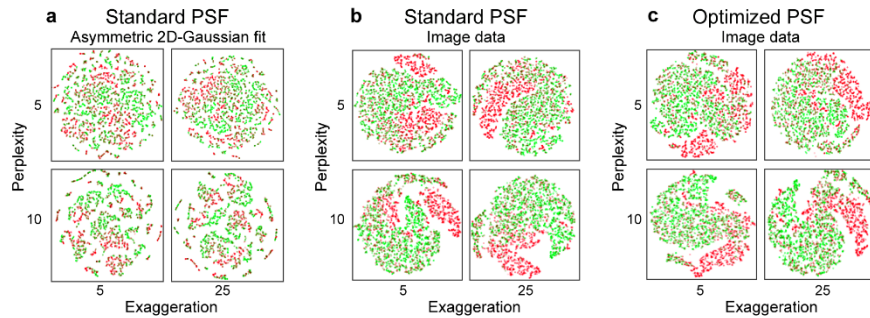 a Standard PSF
Asymmetric 2D-Gaussian fit
Perplexity
5
10
5 25
Exaggeration
b Standard PSF
Image data
Perplexity
5
10
5 25
Exaggeration
c Optimized PSF
Image data
Perplexity
5
10
5 25
Exaggeration